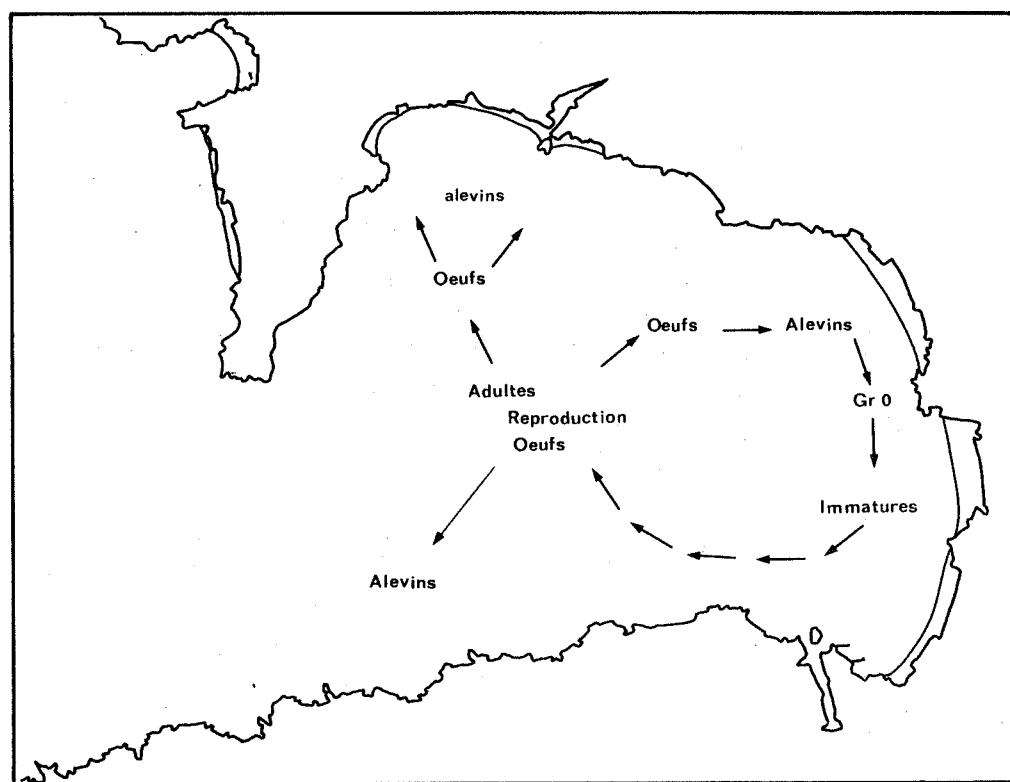 alevins
Oeufs
Oeufs
Alevins
Adultes
Reproduction
Oeufs
Gr 0
Immatures
Alevins